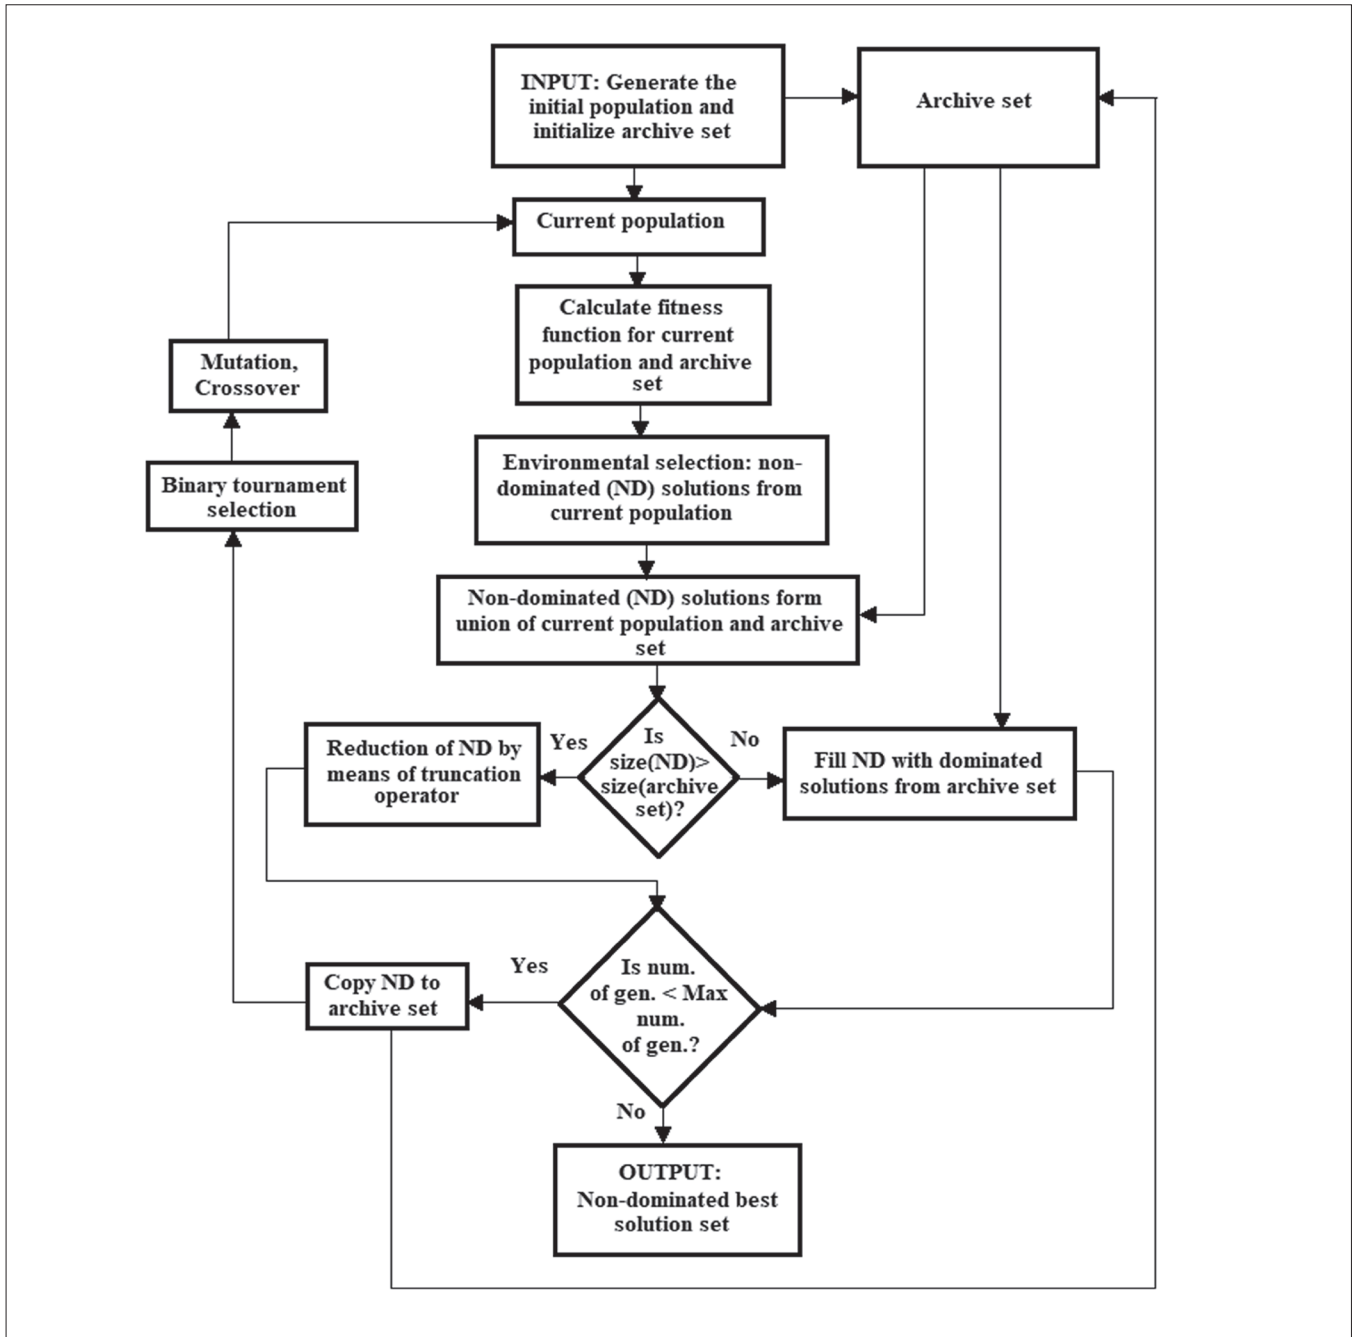 INPUT: Generate the
initial population and
initialize archive set
Archive set
Current population
Calculate fitness
function for current
population and archive
set
Mutation,
Crossover
Environmental selection: non-
dominated (ND) solutions from
current population
Binary tournament
selection
Non-dominated (ND) solutions form
union of current population and archive
set
Reduction of ND by
means of truncation
operator
Yes
Is
size(ND)>
size(archive
set)?
No
Fill ND with dominated
solutions from archive set
Copy ND to
archive set
Yes
Is num.
of gen. < Max
num.
of gen.?
No
OUTPUT:
Non-dominated best
solution set